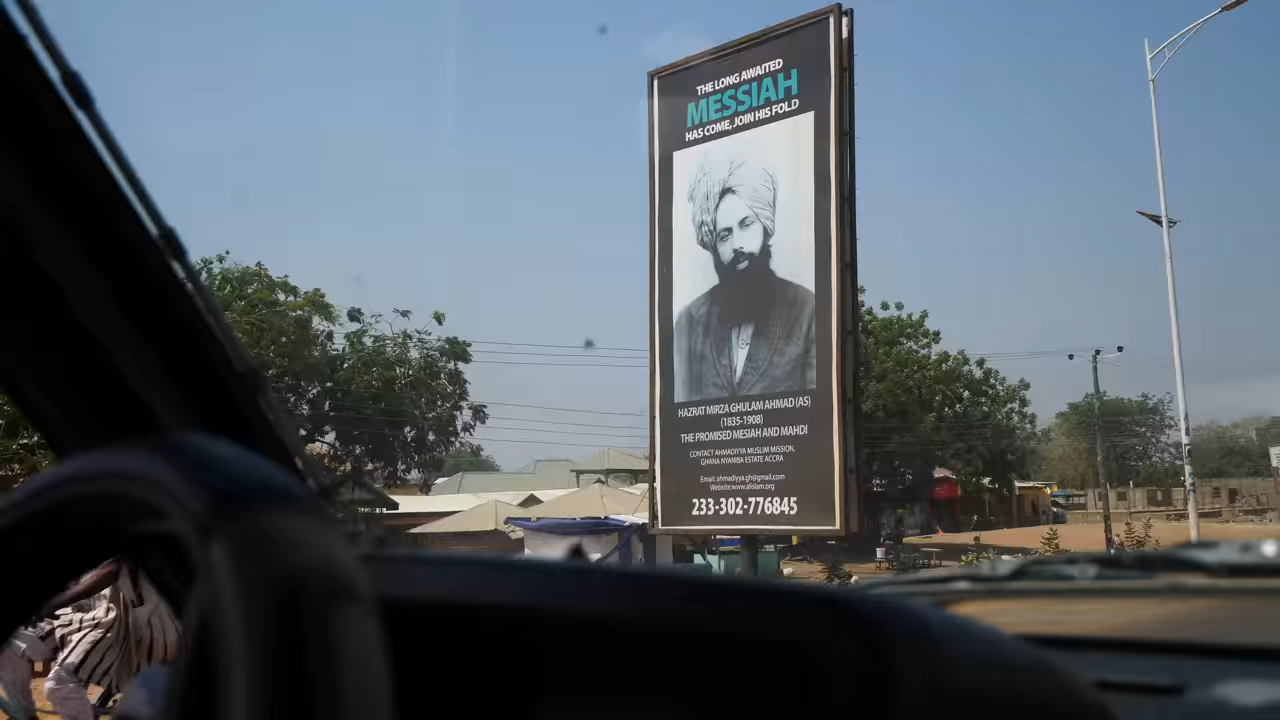 THE LONG AWAITED
MESSIAH
HAS COME, JOIN HIS FOLD
HAZRAT MIRZA GHULAM AHMAD (AS)
(1835-1908)
THE PROMISED MESIAH AND MAHDI
CONTACT AHMADIYYA MUSLIM MISSION,
GHANA NYANIBA ESTATE ACCRA
Email: ahmadiyya.gh@gmail.com
Website:www.alislam.org
233-302-776845